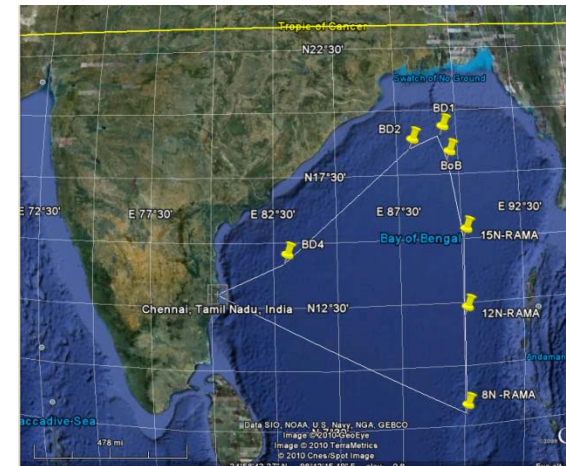 Tropic of Cancer
N22°30'
Swatch of No Ground
BD1
BD2
BoB
N17°30'
E 72°30'
E 77°30'
E 82°30'
E 87°30'
E 92°30'
15N-RAMA
Bay of Bengal
BD4
Chennai, Tamil Nadu, India
N12°30'
12N-RAMA
8N -RAMA
accadive-Sea
Data SIO, NOAA, U.S. Navy, NGA, GEBCO
Image © 2010 GeoEye
Image © 2010 TerraMetrics
© 2010 Cnes/Spot Image
478 mi